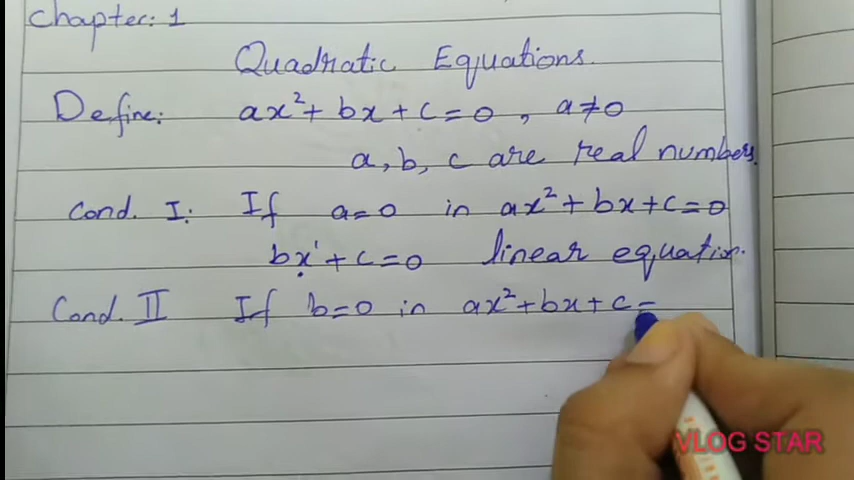 Chapter: 1
Quadratic Equations.
Define: ax²+ bx + c = 0 , a≠0
a, b, c are real numbers.
Cond. I: If a=0 in ax² + bx + c = 0
bx¹ + c = 0 linear equation.
Cond. II If b=0 in ax² + bx + c =
VLOG STAR